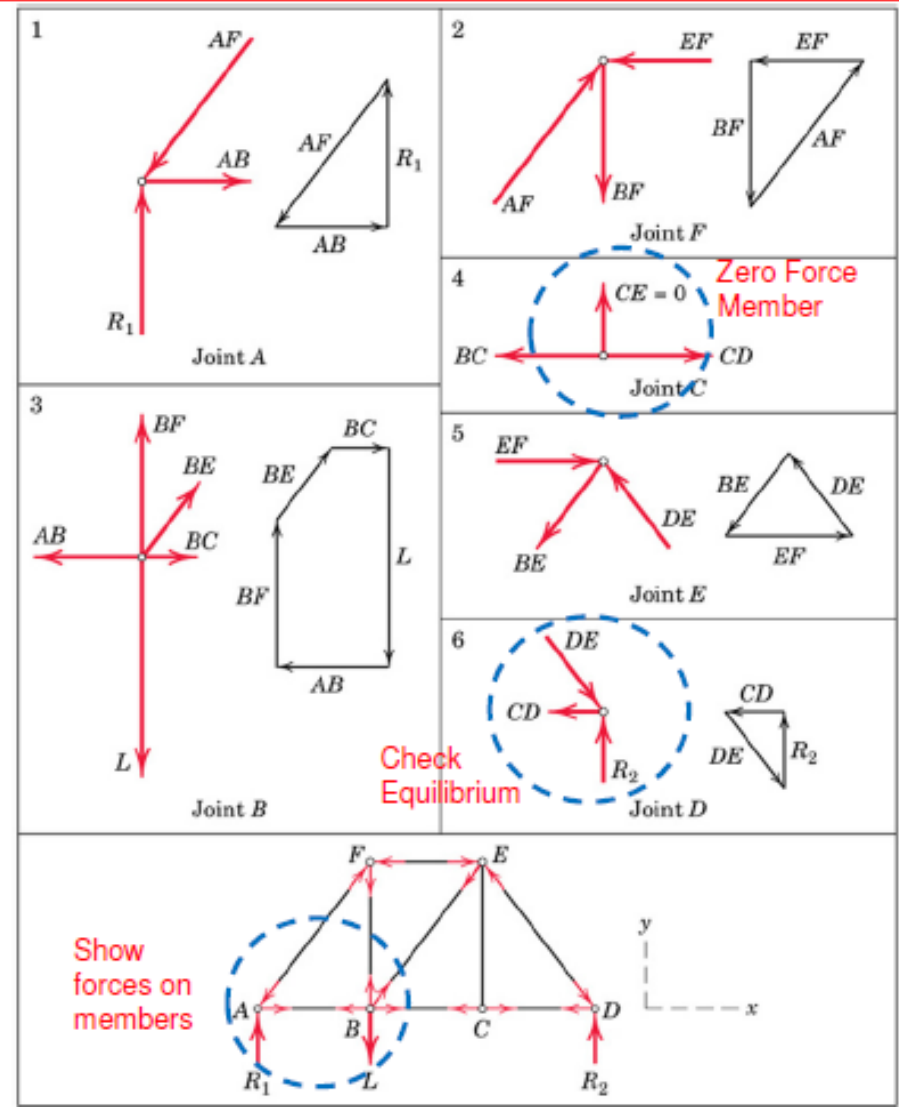 1
AF
AB
R1
AF
R1
AB
Joint A
2
EF
AF
BF
EF
BF
AF
Joint F
4
CE = 0
BC
CD
Joint C
Zero Force
Member
3
BF
BE
AB
BC
L
BC
BE
L
BF
AB
Joint B
5
EF
DE
BE
BE
DE
EF
Joint E
6
DE
CD
R2
CD
DE
R2
Joint D
Check
Equilibrium
F
E
A
B
C
D
R1
L
R2
y
x
Show
forces on
members